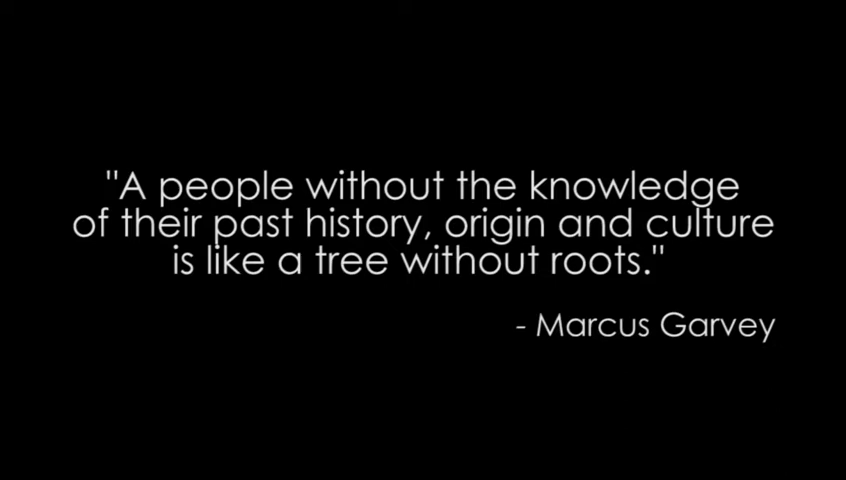 "A people without the knowledge
of their past history, origin and culture
is like a tree without roots."
- Marcus Garvey